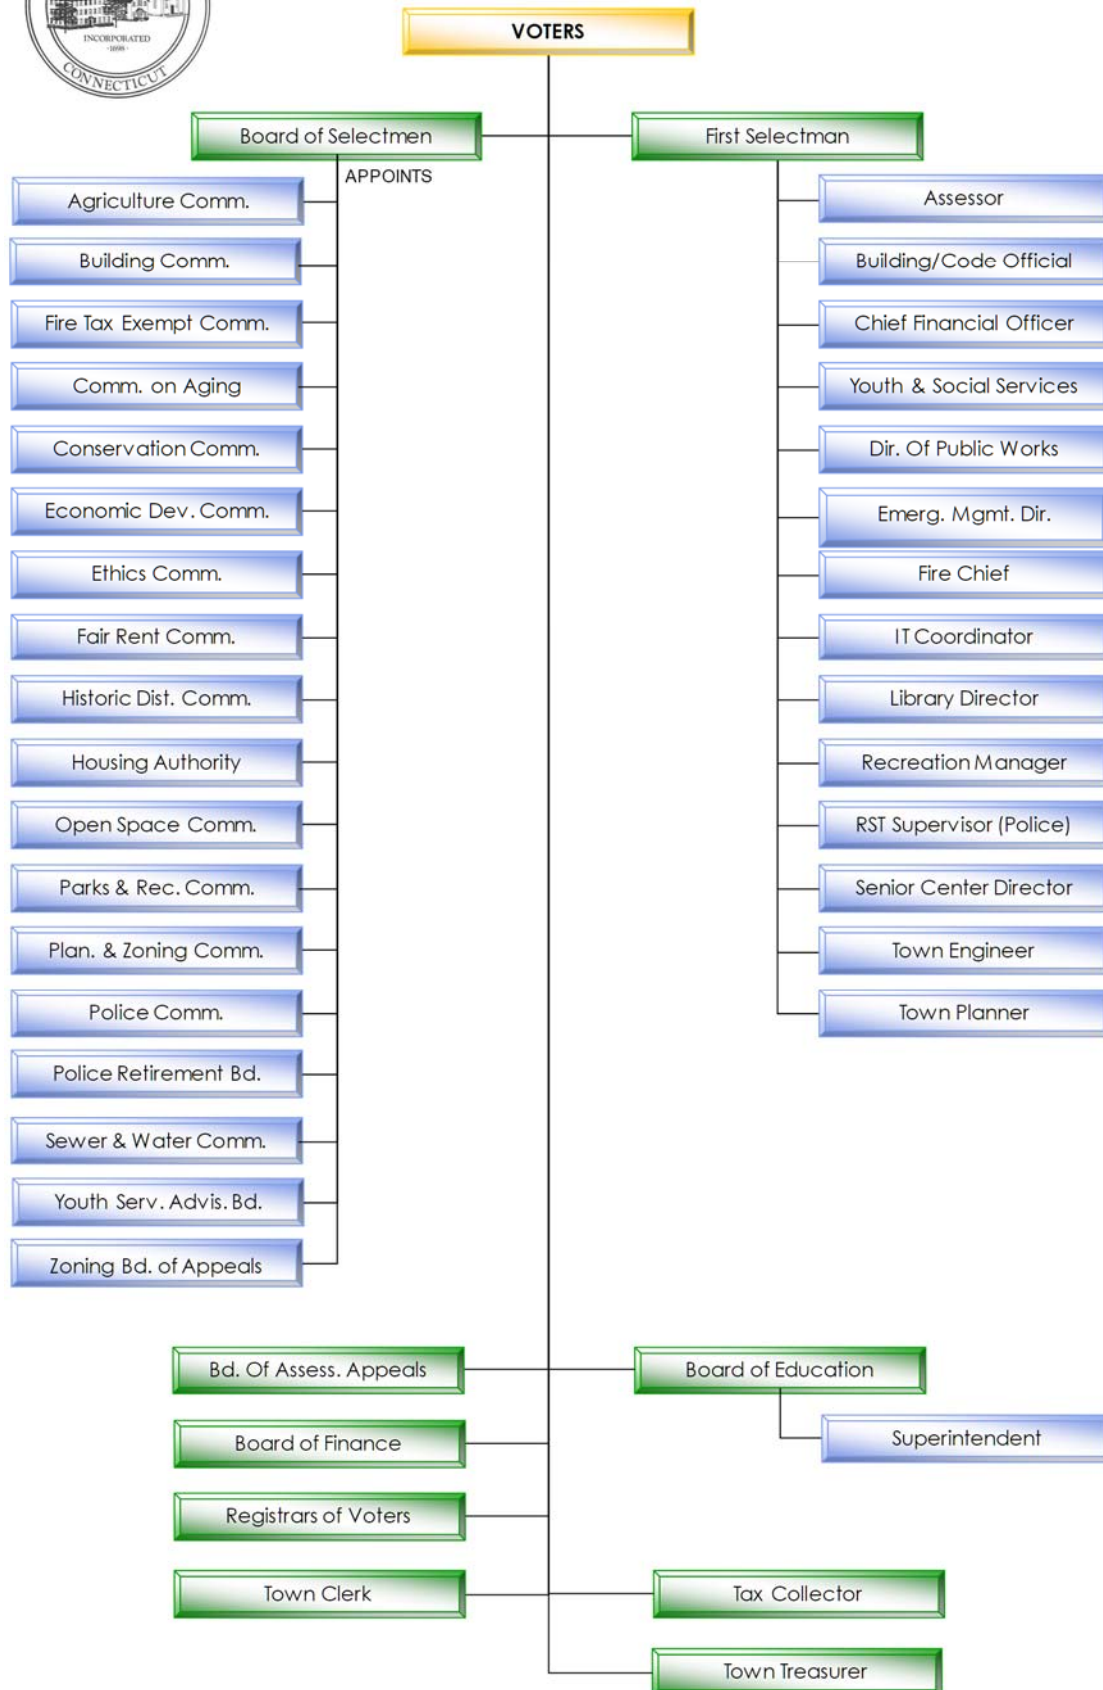 INCORPORATED
·1698·
CONNECTICUT
VOTERS
Board of Selectmen
First Selectman
APPOINTS
Agriculture Comm.
Building Comm.
Fire Tax Exempt Comm.
Comm. on Aging
Conservation Comm.
Economic Dev. Comm.
Ethics Comm.
Fair Rent Comm.
Historic Dist. Comm.
Housing Authority
Open Space Comm.
Parks & Rec. Comm.
Plan. & Zoning Comm.
Police Comm.
Police Retirement Bd.
Sewer & Water Comm.
Youth Serv. Advis. Bd.
Zoning Bd. of Appeals
Assessor
Building/Code Official
Chief Financial Officer
Youth & Social Services
Dir. Of Public Works
Emerg. Mgmt. Dir.
Fire Chief
IT Coordinator
Library Director
Recreation Manager
RST Supervisor (Police)
Senior Center Director
Town Engineer
Town Planner
Bd. Of Assess. Appeals
Board of Education
Superintendent
Board of Finance
Registrars of Voters
Town Clerk
Tax Collector
Town Treasurer